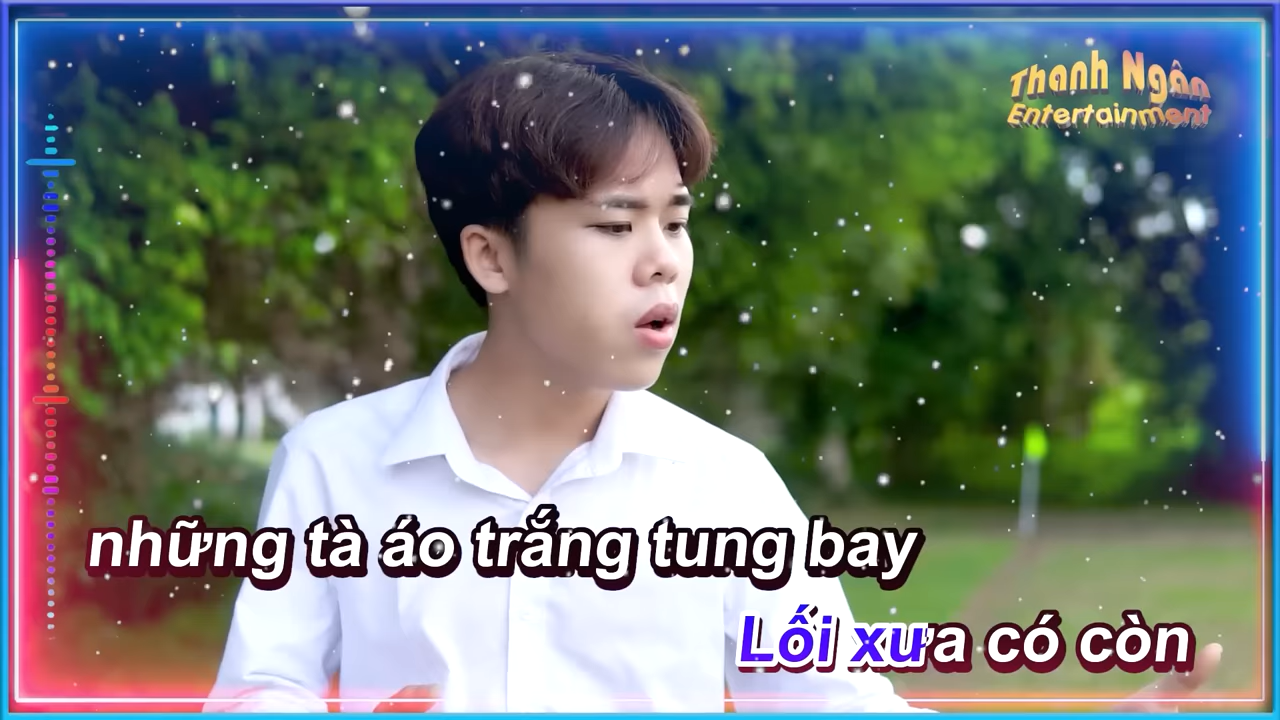 Thanh Ngân
Entertainment
những tà áo trắng tung bay
Lối xưa có còn